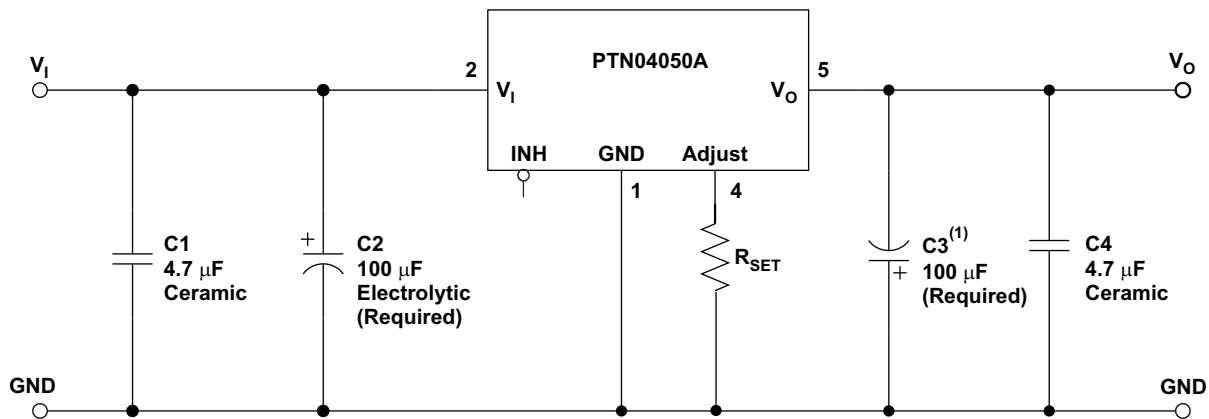 PTN04050A
V_I
2
V_I
V_O
5
V_O
INH
GND
Adjust
1
4
C1
4.7 μF
Ceramic
+
C2
100 μF
Electrolytic
(Required)
R_SET
C3^(1)
100 μF
(Required)
+
C4
4.7 μF
Ceramic
GND
GND